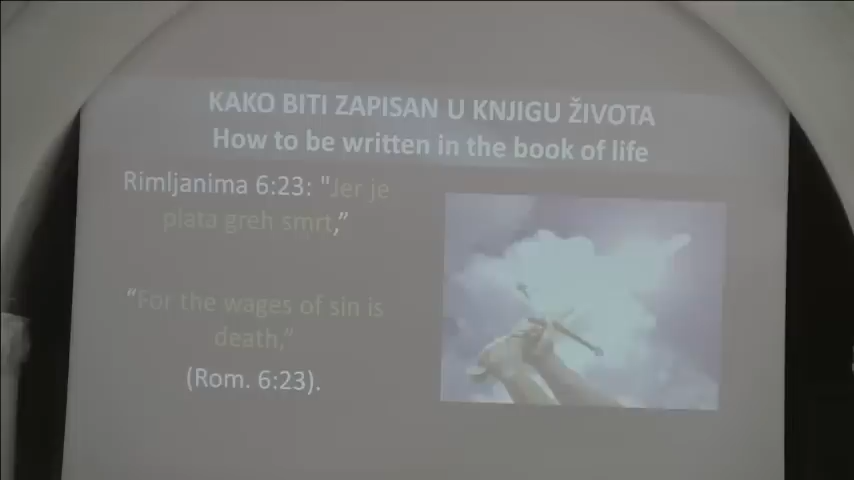 KAKO BITI ZAPISAN U KNJIGU ŽIVOTA
How to be written in the book of life
Rimljanima 6:23: "Jer je
plata greh smrt,”
“For the wages of sin is
death,”
(Rom. 6:23).